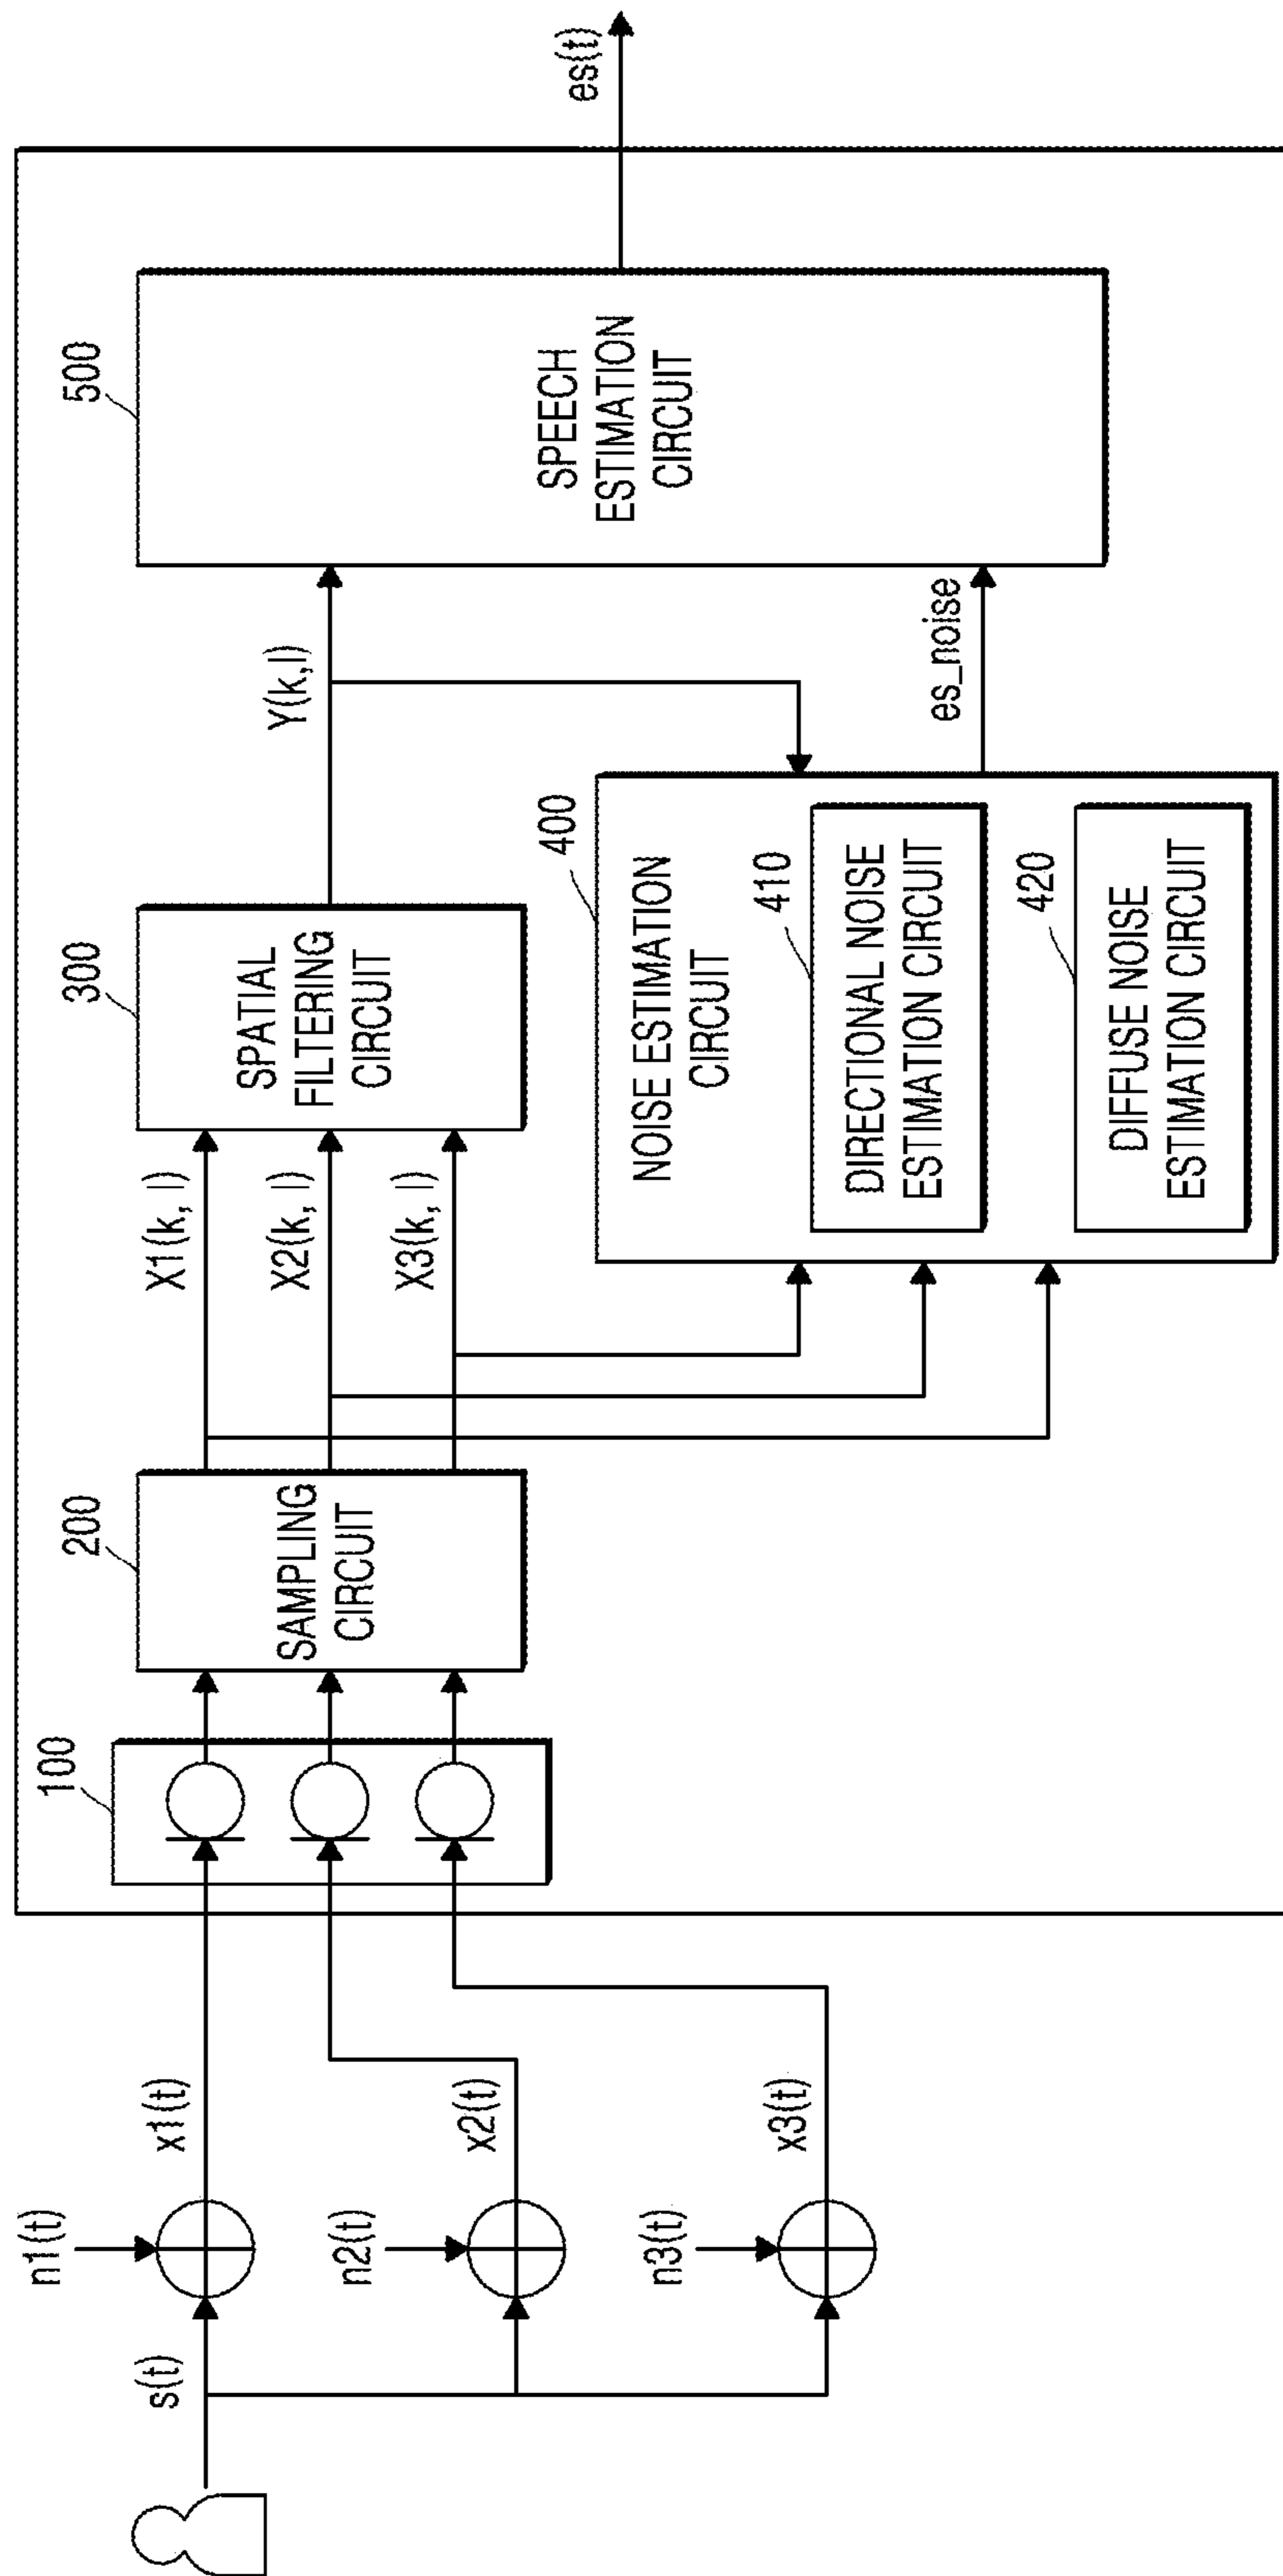 s(t)
n1(t)
x1(t)
n2(t)
x2(t)
n3(t)
x3(t)
100
200
SAMPLING
CIRCUIT
X1(k, l)
X2(k, l)
X3(k, l)
300
SPATIAL
FILTERING
CIRCUIT
Y(k,l)
400
NOISE ESTIMATION
CIRCUIT
410
DIRECTIONAL NOISE
ESTIMATION CIRCUIT
420
DIFFUSE NOISE
ESTIMATION CIRCUIT
es_noise
500
SPEECH
ESTIMATION
CIRCUIT
es(t)